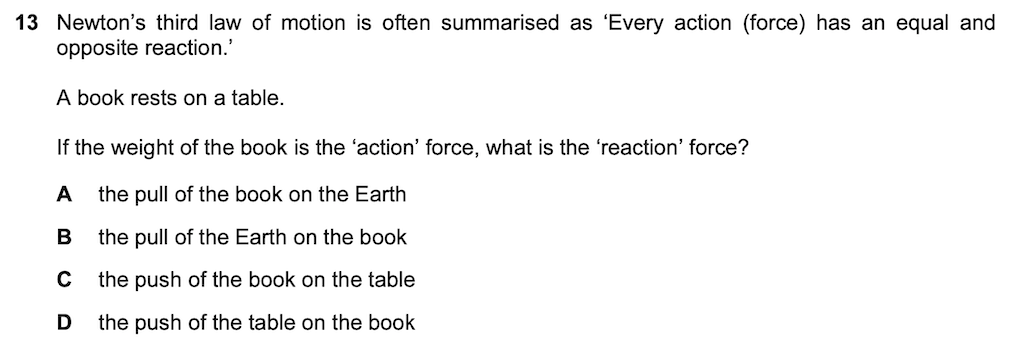 13 Newton’s third law of motion is often summarised as ‘Every action (force) has an equal and
opposite reaction.’
A book rests on a table.
If the weight of the book is the ‘action’ force, what is the ‘reaction’ force?
A the pull of the book on the Earth
B the pull of the Earth on the book
C the push of the book on the table
D the push of the table on the book